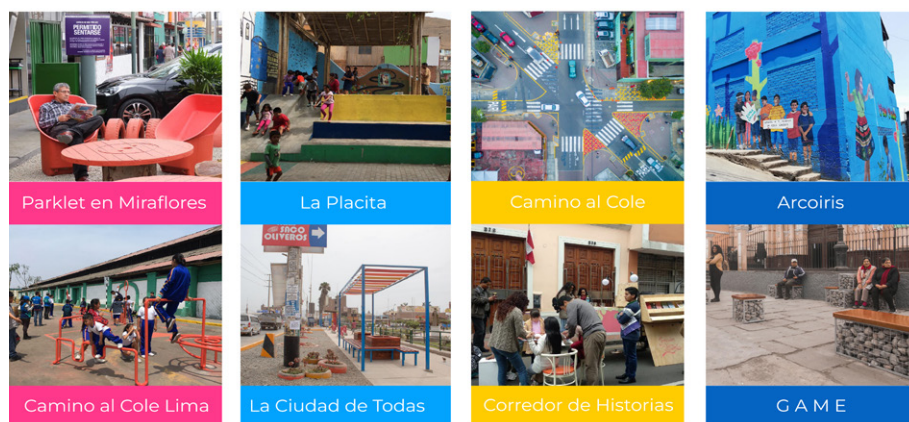 PERMITIDO
SENTARSE
Parklet en Miraflores
La Placita
Camino al Cole
Arcoiris
SACO
OLIVEROS
Camino al Cole Lima
La Ciudad de Todas
Corredor de Historias
G A M E